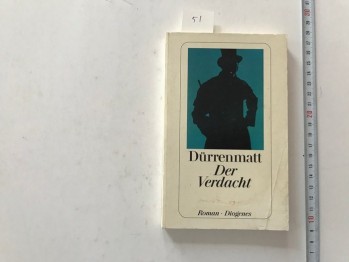 51
Dürrenmatt
Der
Verdacht
Roman · Diogenes